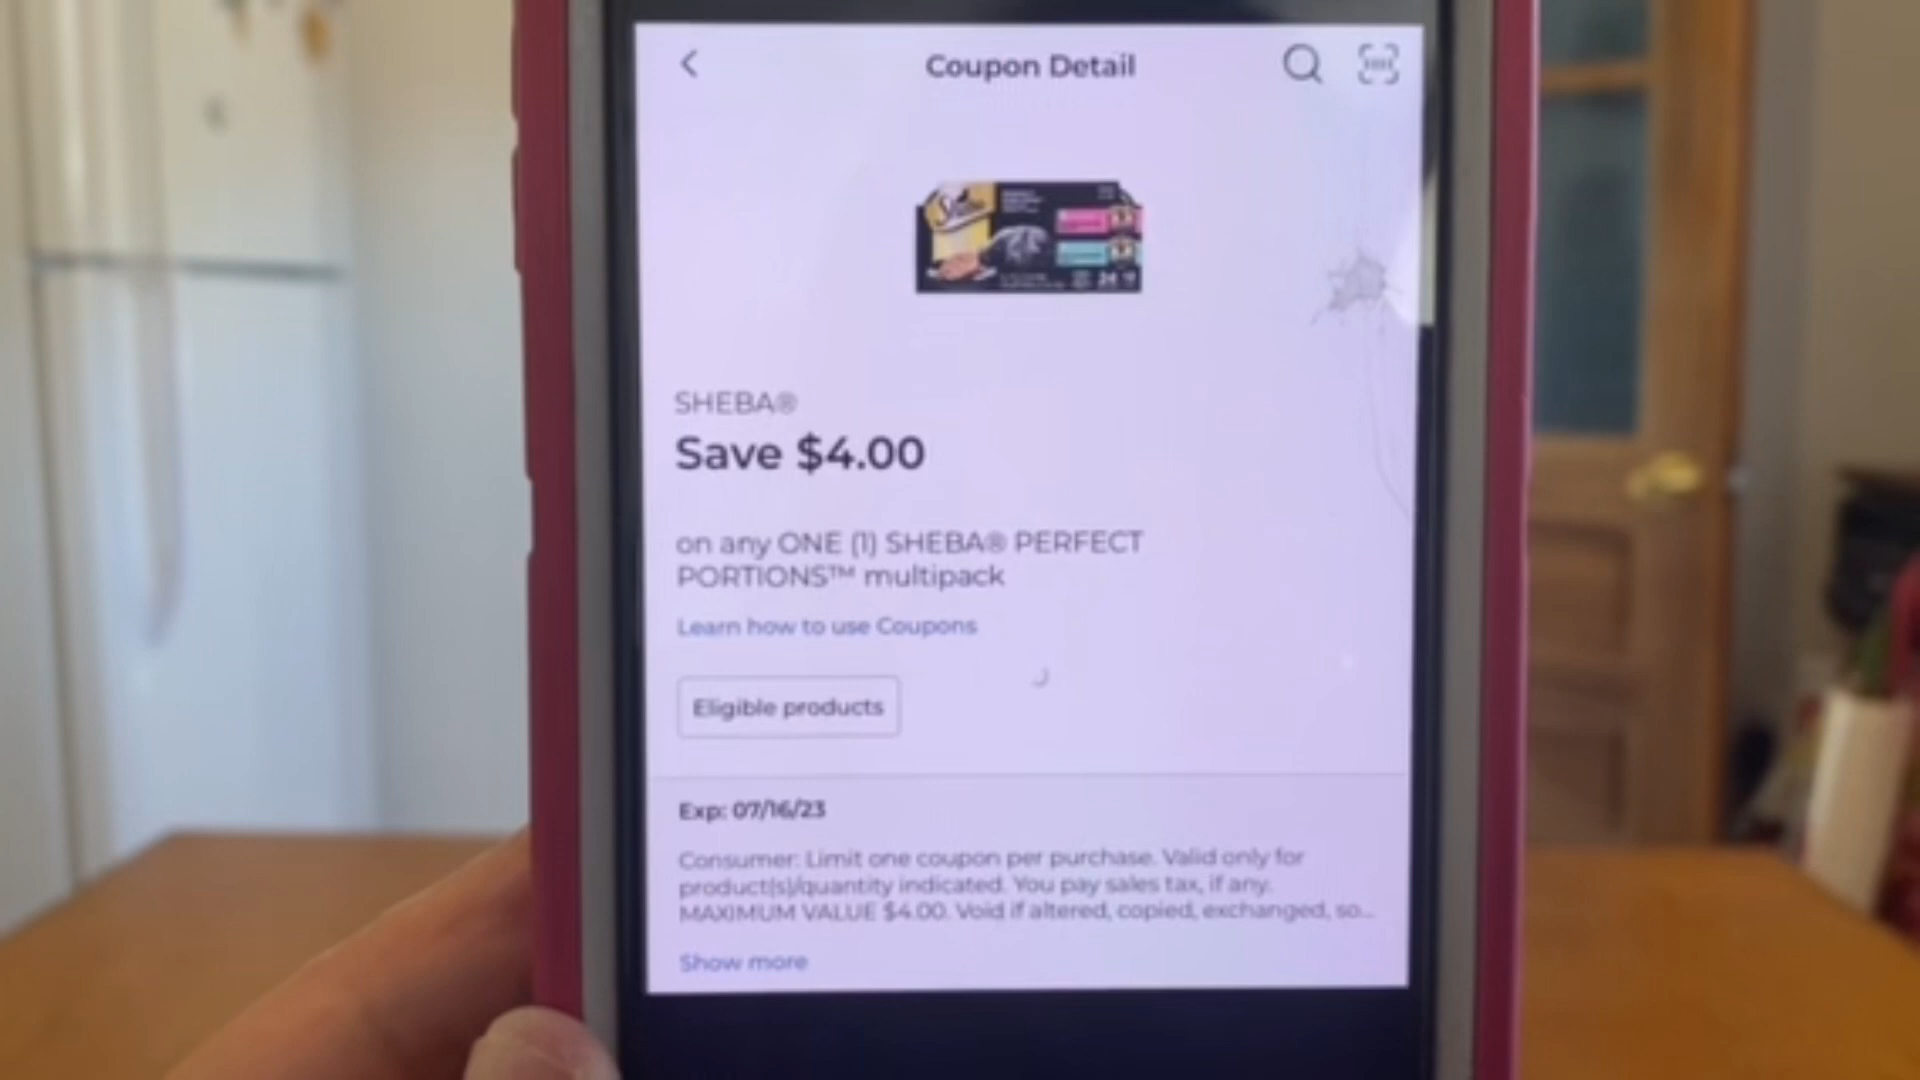 Coupon Detail
Sheba
24
SHEBA®
Save $4.00
on any ONE (1) SHEBA® PERFECT
PORTIONS™ multipack
Learn how to use Coupons
Eligible products
Exp: 07/16/23
Consumer: Limit one coupon per purchase. Valid only for
product(s)/quantity indicated. You pay sales tax, if any.
MAXIMUM VALUE $4.00. Void if altered, copied, exchanged, so...
Show more